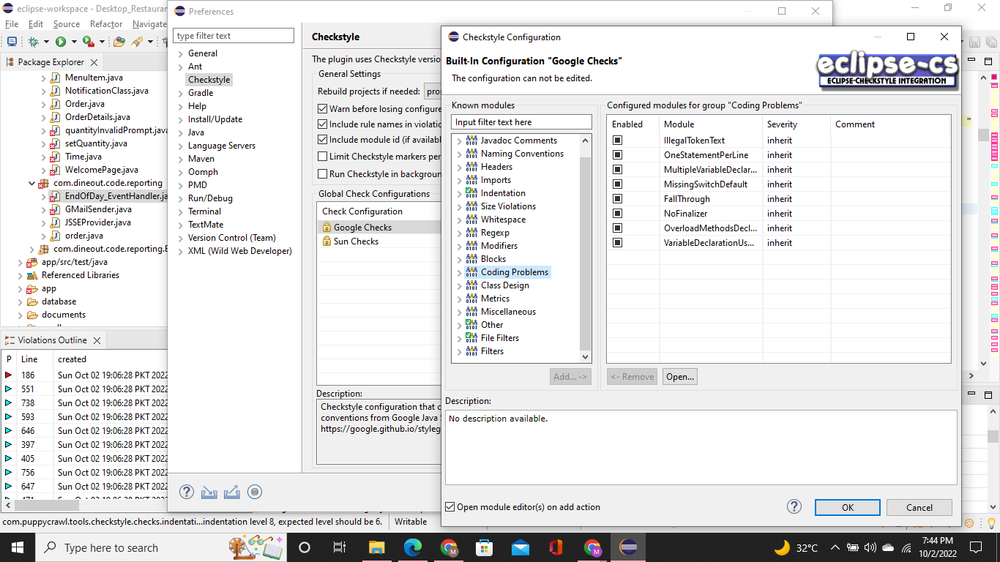 eclipse-workspace - Desktop_Restauran
File Edit Source Refactor Navigate
Package Explorer
MenuItem.java
NotificationClass.java
Order.java
OrderDetails.java
quantityInvalidPrompt.java
setQuantity.java
Time.java
WelcomePage.java
com.dineout.code.reporting
EndOfDay_EventHandler.ja
GMailSender.java
JSSEProvider.java
order.java
com.dineout.code.reporting.E
app/src/test/java
Referenced Libraries
app
database
documents
Violations Outline
P Line created
186 Sun Oct 02 19:06:28 PKT 2022
551 Sun Oct 02 19:06:28 PKT 2022
738 Sun Oct 02 19:06:28 PKT 2022
593 Sun Oct 02 19:06:28 PKT 2022
646 Sun Oct 02 19:06:28 PKT 2022
397 Sun Oct 02 19:06:28 PKT 2022
405 Sun Oct 02 19:06:28 PKT 2022
756 Sun Oct 02 19:06:28 PKT 2022
647 Sun Oct 02 19:06:28 PKT 2022
com.puppycrawl.tools.checkstyle.checks.indentati...indentation level 8, expected level should be 6.
Writable
Preferences
type filter text
General
Ant
Checkstyle
Gradle
Help
Install/Update
Java
Language Servers
Maven
Oomph
PMD
Run/Debug
Terminal
TextMate
Version Control (Team)
XML (Wild Web Developer)
Checkstyle
The plugin uses Checkstyle version
General Settings
Rebuild projects if needed: pro
Warn before losing configure
Include rule names in violatio
Include module id (if availab
Limit Checkstyle markers per
Run Checkstyle in backgroun
Global Check Configurations
Check Configuration
Google Checks
Sun Checks
Description:
Checkstyle configuration that c
conventions from Google Java S
https://google.github.io/styleg
Checkstyle Configuration
Built-In Configuration "Google Checks"
The configuration can not be edited.
eclipse-cs
ECLIPSE-CHECKSTYLE INTEGRATION
Known modules
Input filter text here
Javadoc Comments
Naming Conventions
Headers
Imports
Indentation
Size Violations
Whitespace
Regexp
Modifiers
Blocks
Coding Problems
Class Design
Metrics
Miscellaneous
Other
File Filters
Filters
Add... ->
Configured modules for group "Coding Problems"
Enabled Module Severity Comment
IllegalTokenText inherit
OneStatementPerLine inherit
MultipleVariableDeclar... inherit
MissingSwitchDefault inherit
FallThrough inherit
NoFinalizer inherit
OverloadMethodsDecl... inherit
VariableDeclarationUs... inherit
<- Remove Open...
Description:
No description available.
Open module editor(s) on add action
OK Cancel
Type here to search
32°C
7:44 PM
10/2/2022